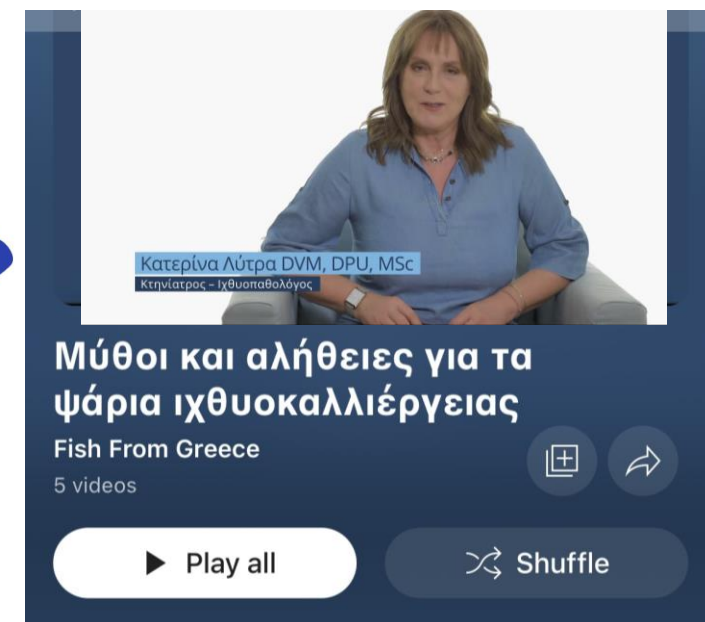 Κατερίνα Λύτρα DVM, DPU, MSc
Κτηνίατρος – Ιχθυοπαθολόγος
Μύθοι και αλήθειες για τα
ψάρια ιχθυοκαλλιέργειας
Fish From Greece
5 videos
Play all
Shuffle